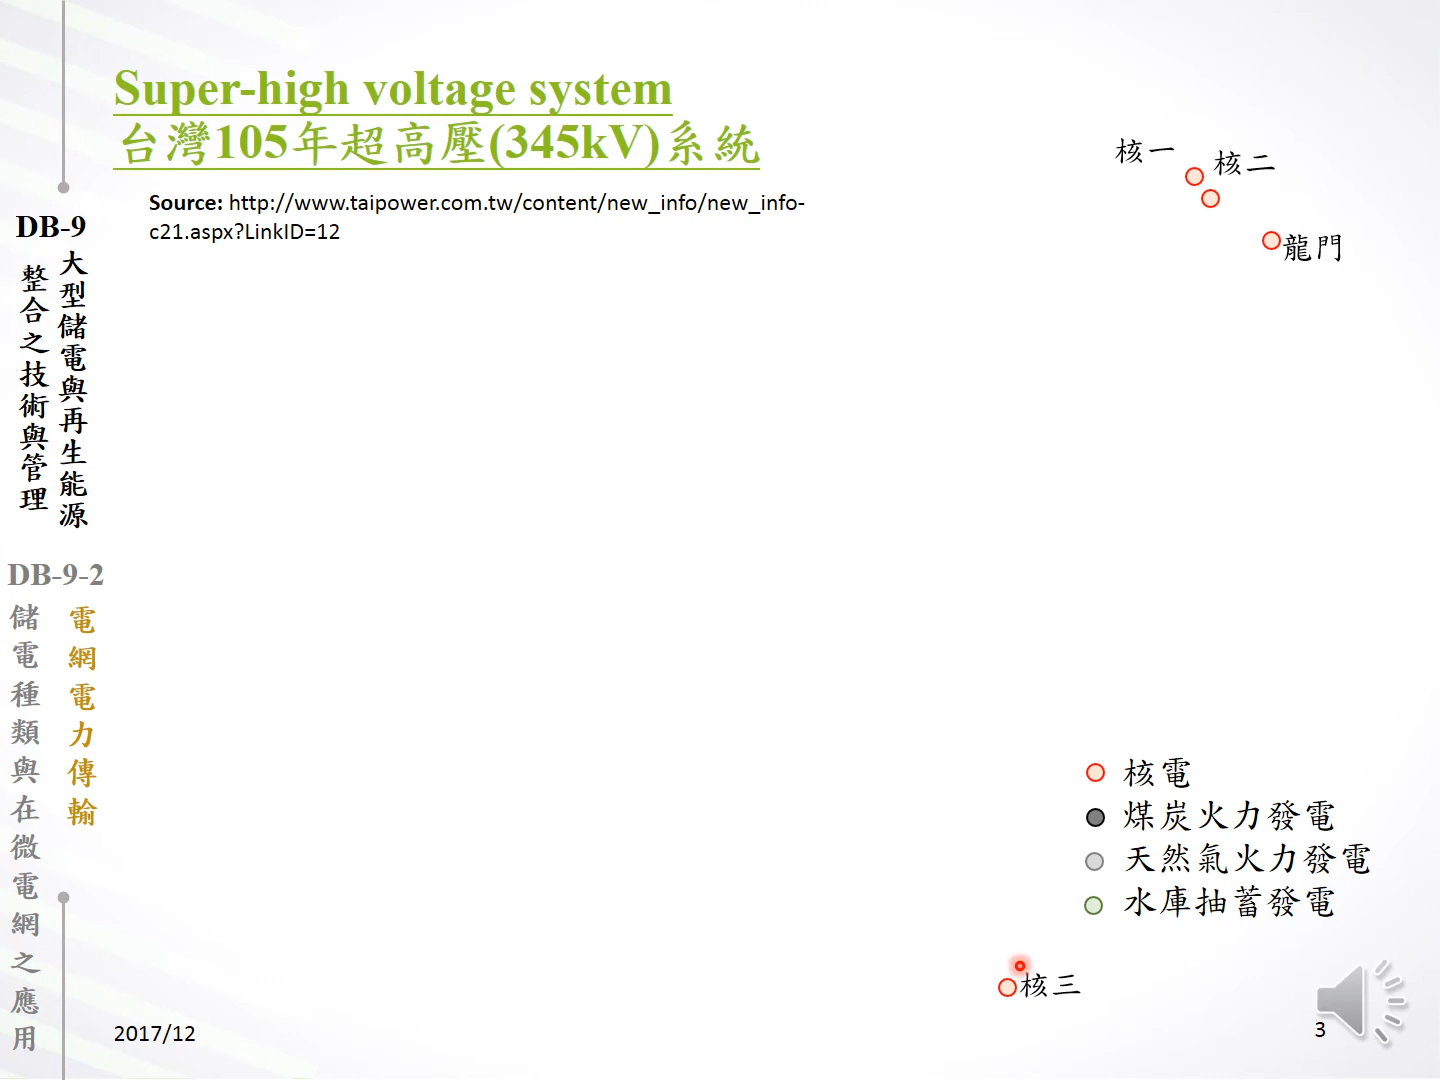 Super-high voltage system
台灣105年超高壓(345kV)系統
Source: http://www.taipower.com.tw/content/new_info/new_info-
c21.aspx?LinkID=12
核一
核二
龍門
DB-9
大型儲電與再生能源
整合之技術與管理
DB-9-2
電網電力傳輸
儲電種類與在微電網之應用
核電
煤炭火力發電
天然氣火力發電
水庫抽蓄發電
核三
2017/12
3